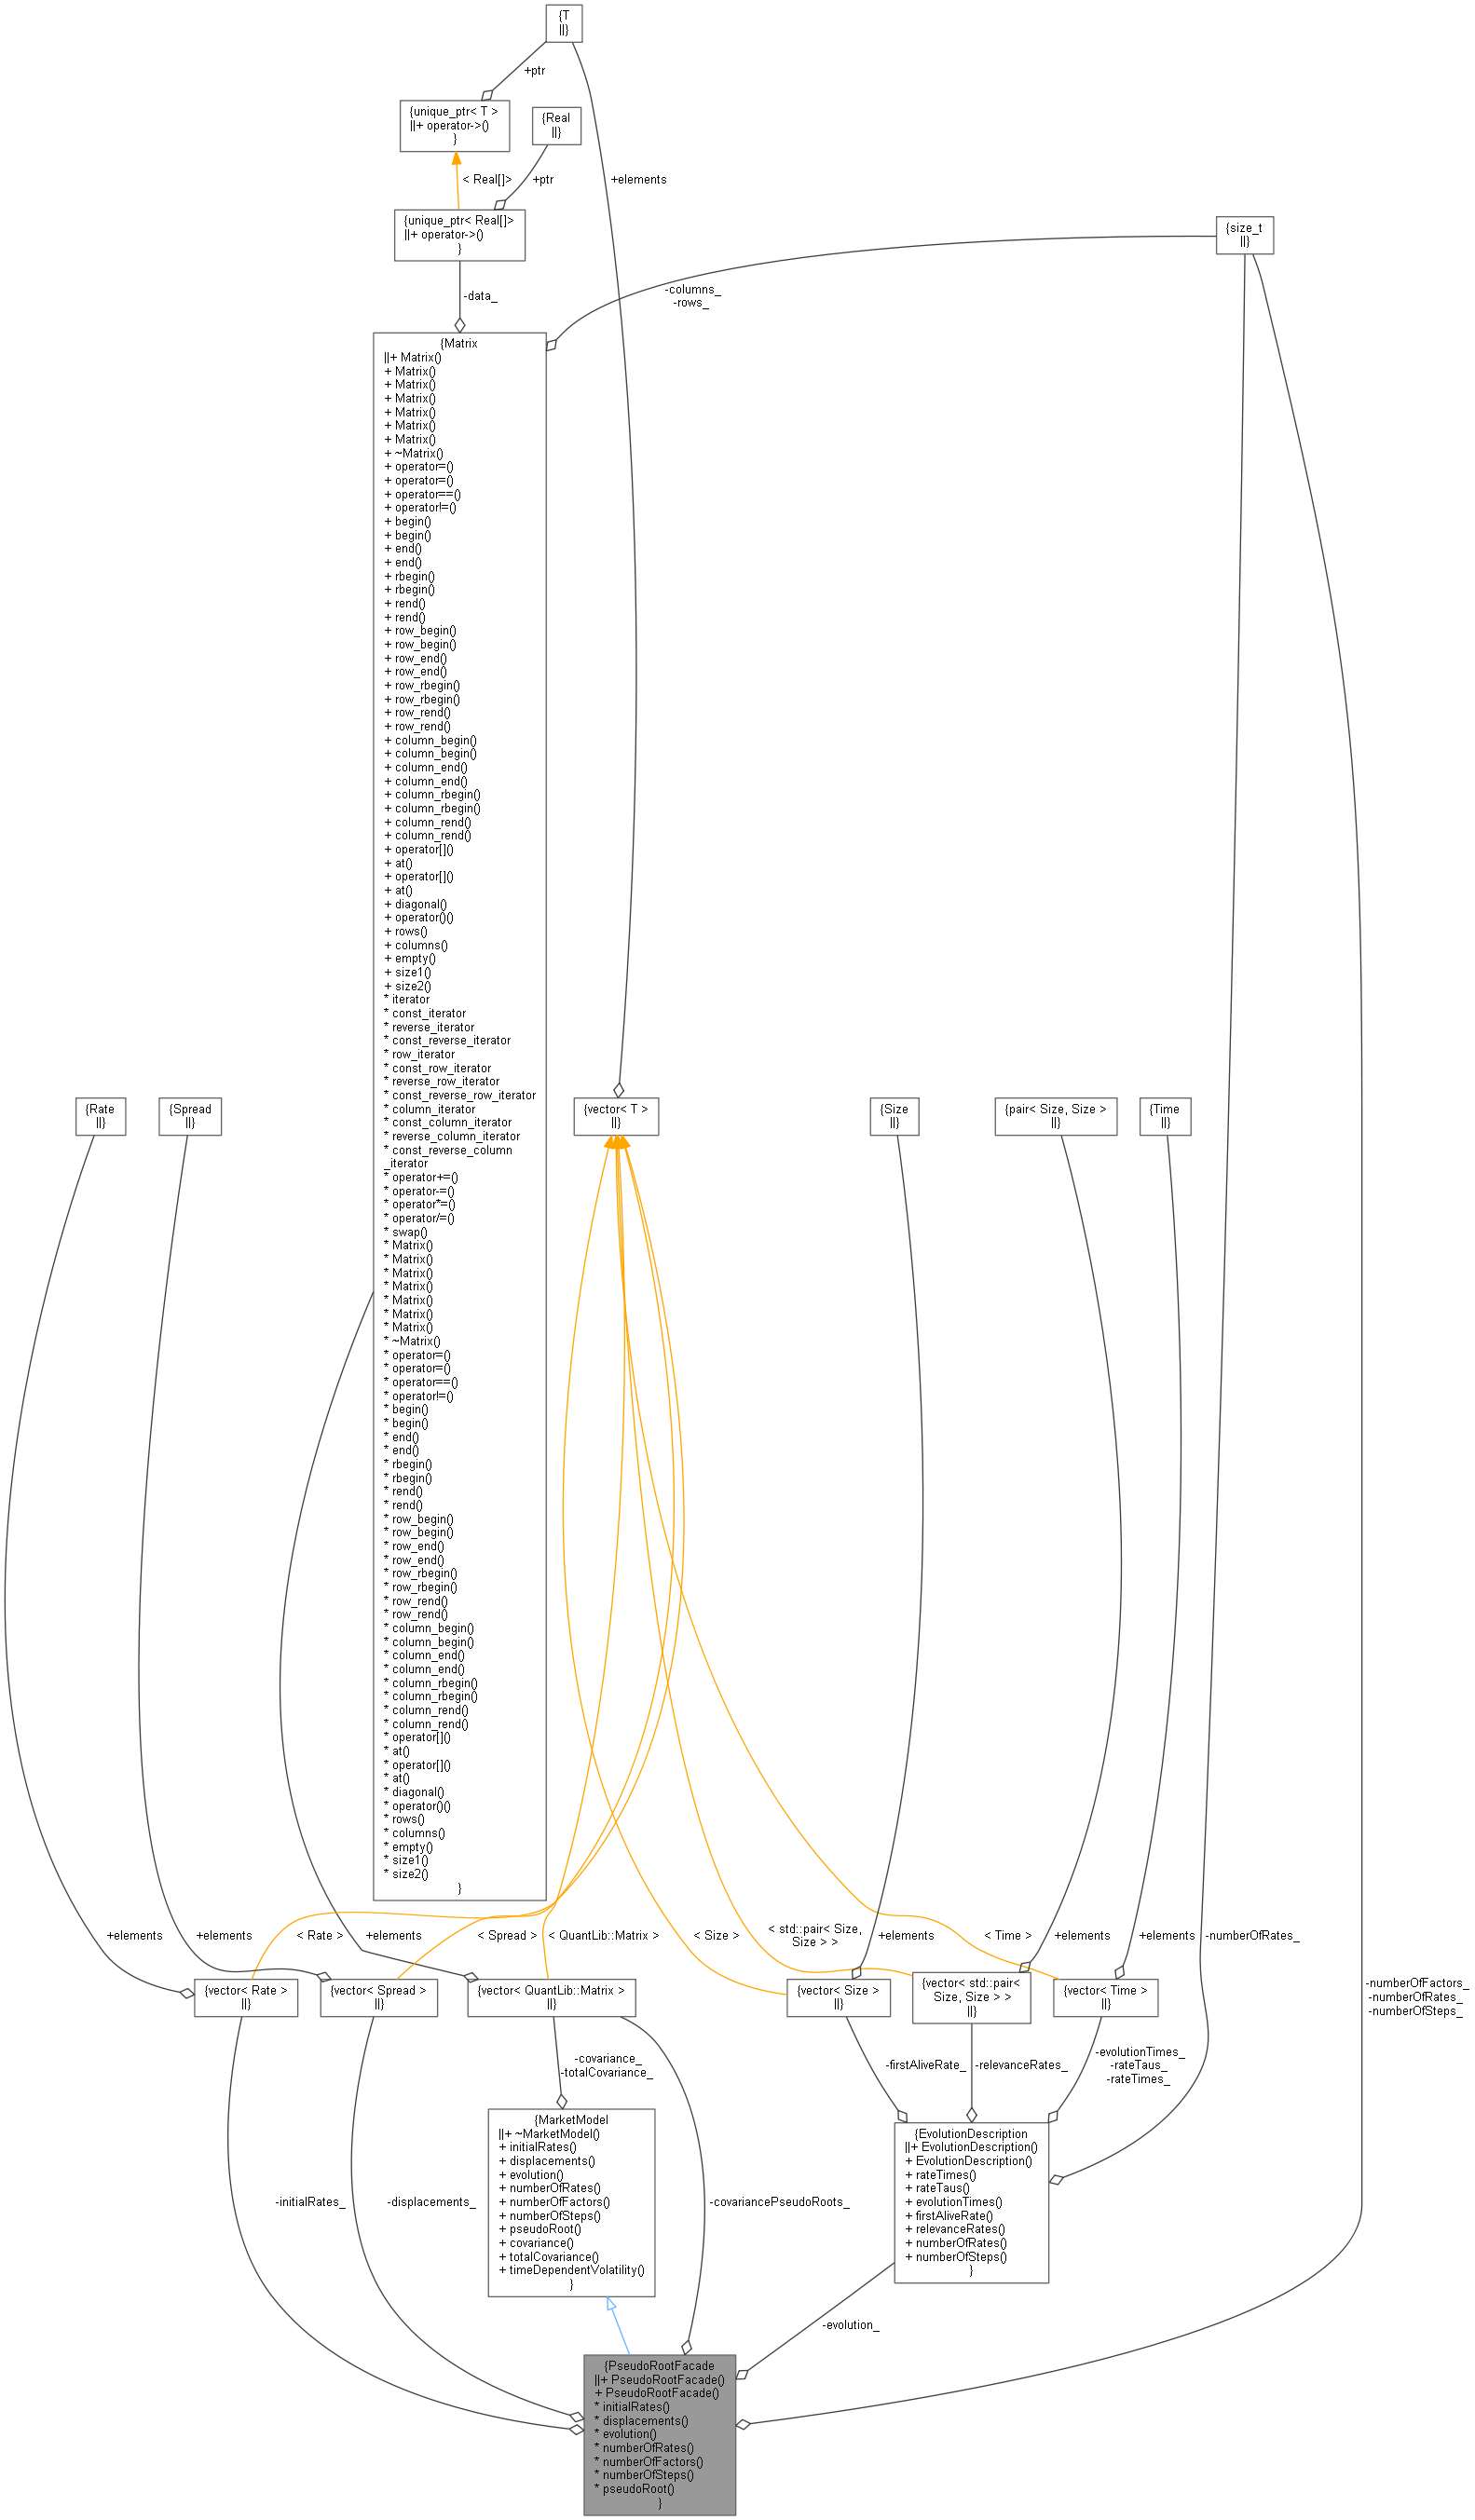 {T
||}
+ptr
{unique_ptr< T >
||+ operator->()
}
{Real
||}
< Real[]>
+ptr
+elements
{unique_ptr< Real[]>
||+ operator->()
}
{size_t
||}
-data_
-columns_
-rows_
{Matrix
||+ Matrix()
+ Matrix()
+ Matrix()
+ Matrix()
+ Matrix()
+ Matrix()
+ Matrix()
+ ~Matrix()
+ operator=()
+ operator=()
+ operator==()
+ operator!=()
+ begin()
+ begin()
+ end()
+ end()
+ rbegin()
+ rbegin()
+ rend()
+ rend()
+ row_begin()
+ row_begin()
+ row_end()
+ row_end()
+ row_rbegin()
+ row_rbegin()
+ row_rend()
+ row_rend()
+ column_begin()
+ column_begin()
+ column_end()
+ column_end()
+ column_rbegin()
+ column_rbegin()
+ column_rend()
+ column_rend()
+ operator[]()
+ at()
+ operator[]()
+ at()
+ diagonal()
+ operator()()
+ rows()
+ columns()
+ empty()
+ size1()
+ size2()
* iterator
* const_iterator
* reverse_iterator
* const_reverse_iterator
* row_iterator
* const_row_iterator
* reverse_row_iterator
* const_reverse_row_iterator
* column_iterator
* const_column_iterator
* reverse_column_iterator
* const_reverse_column
_iterator
* operator+=()
* operator-=()
* operator*=()
* operator/=()
* swap()
* Matrix()
* Matrix()
* Matrix()
* Matrix()
* Matrix()
* Matrix()
* Matrix()
* ~Matrix()
* operator=()
* operator=()
* operator==()
* operator!=()
* begin()
* begin()
* end()
* end()
* rbegin()
* rbegin()
* rend()
* rend()
* row_begin()
* row_begin()
* row_end()
* row_end()
* row_rbegin()
* row_rbegin()
* row_rend()
* row_rend()
* column_begin()
* column_begin()
* column_end()
* column_end()
* column_rbegin()
* column_rbegin()
* column_rend()
* column_rend()
* operator[]()
* at()
* operator[]()
* at()
* diagonal()
* operator()()
* rows()
* columns()
* empty()
* size1()
* size2()
}
{Rate
||}
{Spread
||}
{vector< T >
||}
{Size
||}
{pair< Size, Size >
||}
{Time
||}
+elements
+elements
< Rate >
+elements
< Spread >
< QuantLib::Matrix >
< Size >
< std::pair< Size,
Size > >
+elements
< Time >
+elements
+elements
-numberOfRates_
-numberOfFactors_
-numberOfRates_
-numberOfSteps_
{vector< Rate >
||}
{vector< Spread >
||}
{vector< QuantLib::Matrix >
||}
{vector< Size >
||}
{vector< std::pair<
Size, Size > >
||}
{vector< Time >
||}
-covariance_
-totalCovariance_
-firstAliveRate_
-relevanceRates_
-evolutionTimes_
-rateTaus_
-rateTimes_
{MarketModel
||+ ~MarketModel()
+ initialRates()
+ displacements()
+ evolution()
+ numberOfRates()
+ numberOfFactors()
+ numberOfSteps()
+ pseudoRoot()
+ covariance()
+ totalCovariance()
+ timeDependentVolatility()
}
{EvolutionDescription
||+ EvolutionDescription()
+ EvolutionDescription()
+ rateTimes()
+ rateTaus()
+ evolutionTimes()
+ firstAliveRate()
+ relevanceRates()
+ numberOfRates()
+ numberOfSteps()
}
-initialRates_
-displacements_
-covariancePseudoRoots_
-evolution_
{PseudoRootFacade
||+ PseudoRootFacade()
+ PseudoRootFacade()
* initialRates()
* displacements()
* evolution()
* numberOfRates()
* numberOfFactors()
* numberOfSteps()
* pseudoRoot()
}